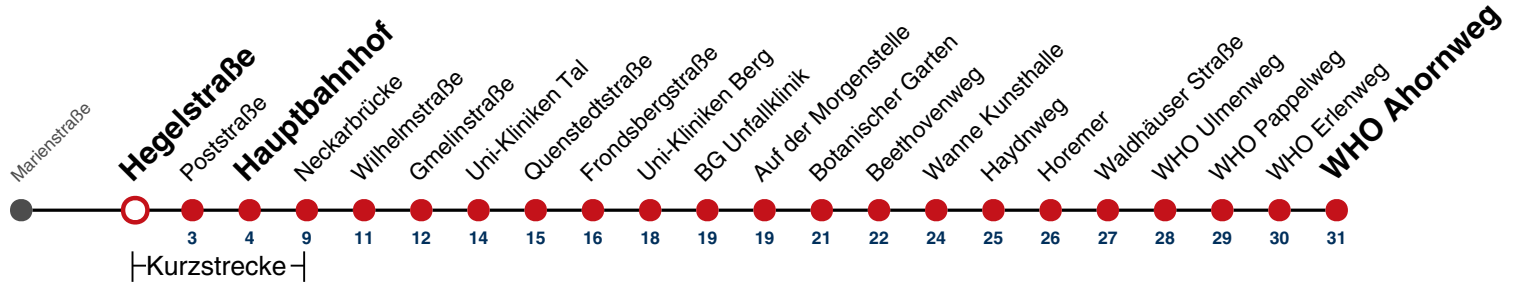 Marienstraße
Hegelstraße
Poststraße
Hauptbahnhof
Neckarbrücke
Wilhelmstraße
Gmelinstraße
Uni-Kliniken Tal
Quenstedtstraße
Frondsbergstraße
Uni-Kliniken Berg
BG Unfallklinik
Auf der Morgenstelle
Botanischer Garten
Beethovenweg
Wanne Kunsthalle
Haydnweg
Horemer
Waldhäuser Straße
WHO Ulmenweg
WHO Pappelweg
WHO Erlenweg
WHO Ahornweg
3 4 9 11 12 14 15 16 18 19 19 21 22 24 25 26 27 28 29 30 31
Kurzstrecke